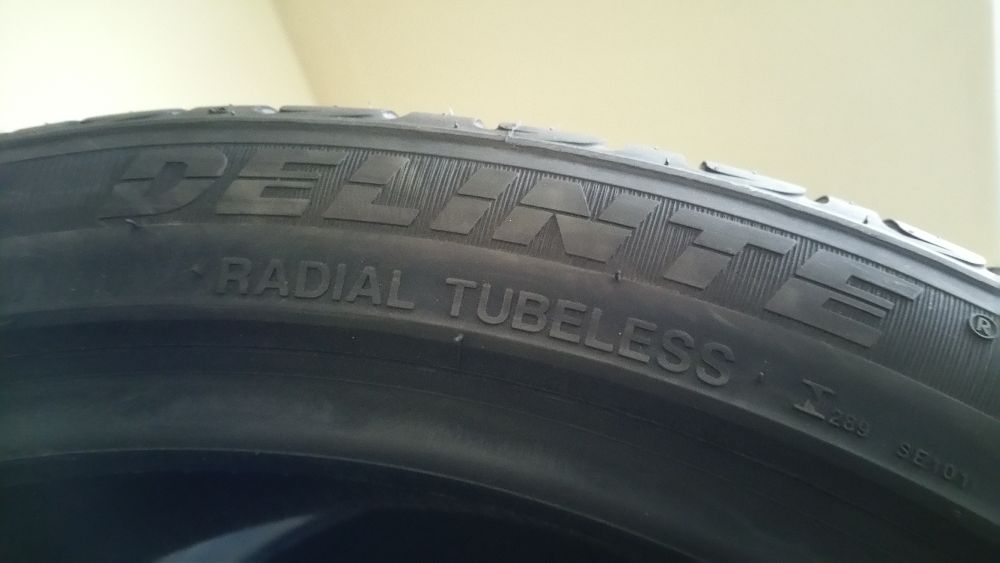 DELINTE ®
RADIAL TUBELESS
289 SE101